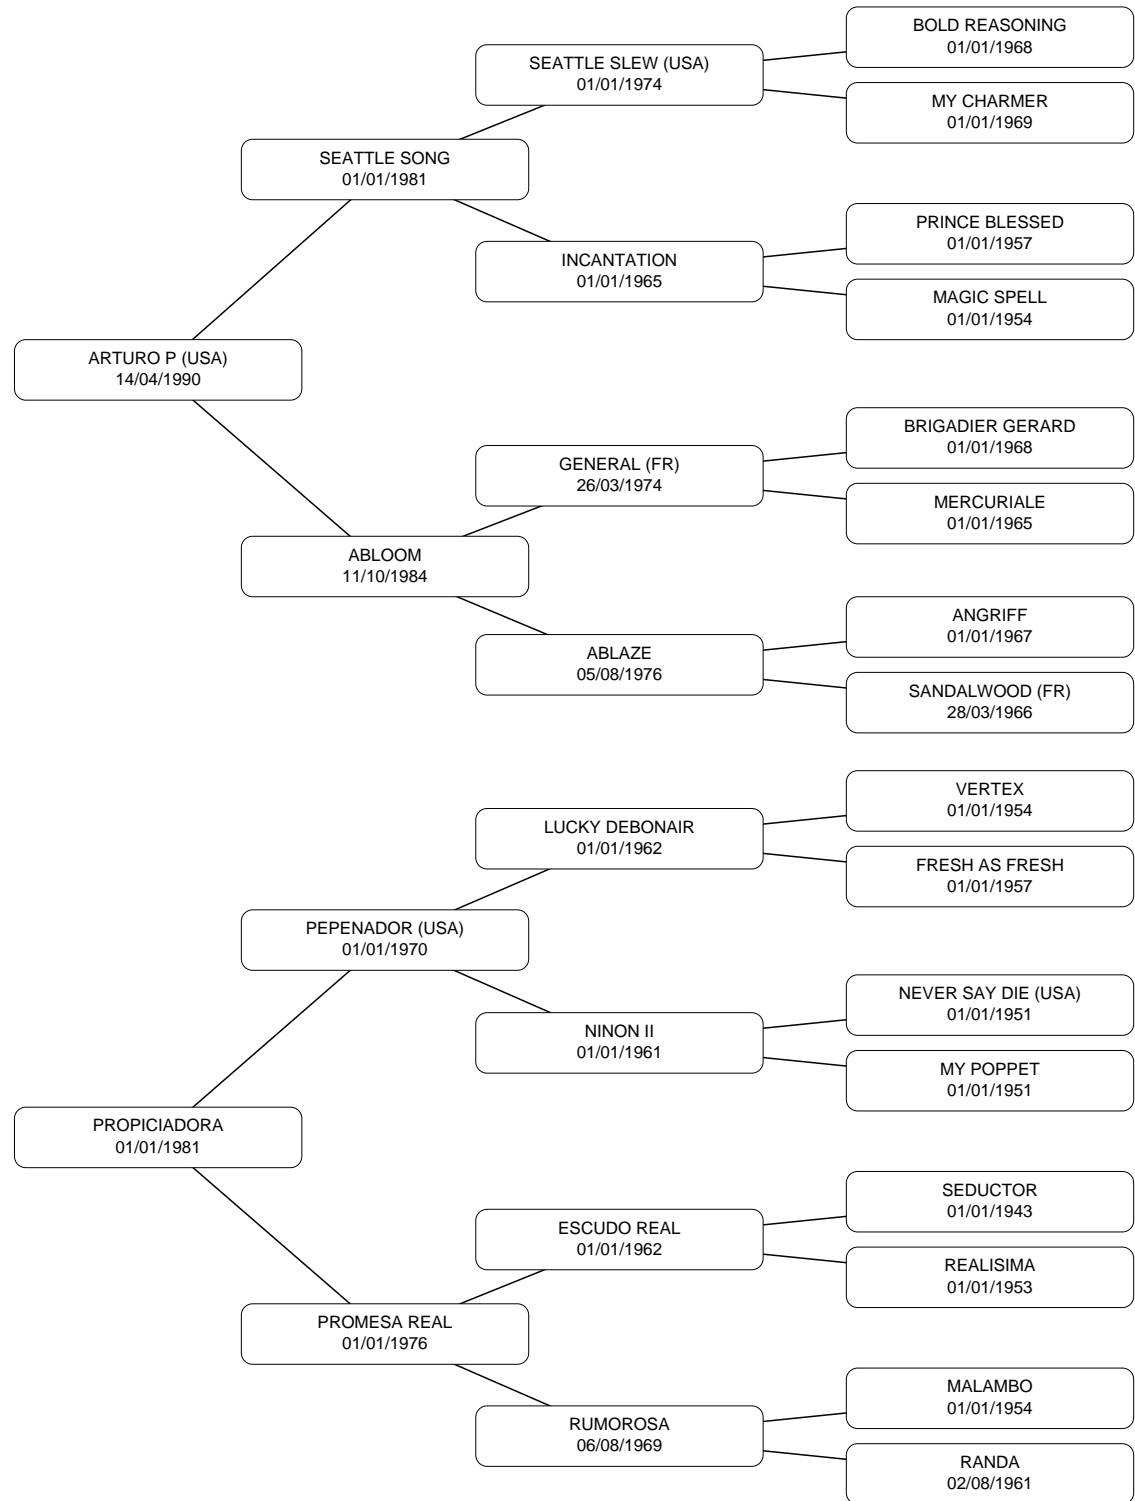 BOLD REASONING
01/01/1968
SEATTLE SLEW (USA)
01/01/1974
MY CHARMER
01/01/1969
SEATTLE SONG
01/01/1981
PRINCE BLESSED
01/01/1957
INCANTATION
01/01/1965
MAGIC SPELL
01/01/1954
ARTURO P (USA)
14/04/1990
BRIGADIER GERARD
01/01/1968
GENERAL (FR)
26/03/1974
MERCURIALE
01/01/1965
ABLOOM
11/10/1984
ANGRIFF
01/01/1967
ABLAZE
05/08/1976
SANDALWOOD (FR)
28/03/1966
VERTEX
01/01/1954
LUCKY DEBONAIR
01/01/1962
FRESH AS FRESH
01/01/1957
PEPENADOR (USA)
01/01/1970
NEVER SAY DIE (USA)
01/01/1951
NINON II
01/01/1961
MY POPPET
01/01/1951
PROPICIADORA
01/01/1981
SEDUCTOR
01/01/1943
ESCUDO REAL
01/01/1962
REALISIMA
01/01/1953
PROMESA REAL
01/01/1976
MALAMBO
01/01/1954
RUMOROSA
06/08/1969
RANDA
02/08/1961